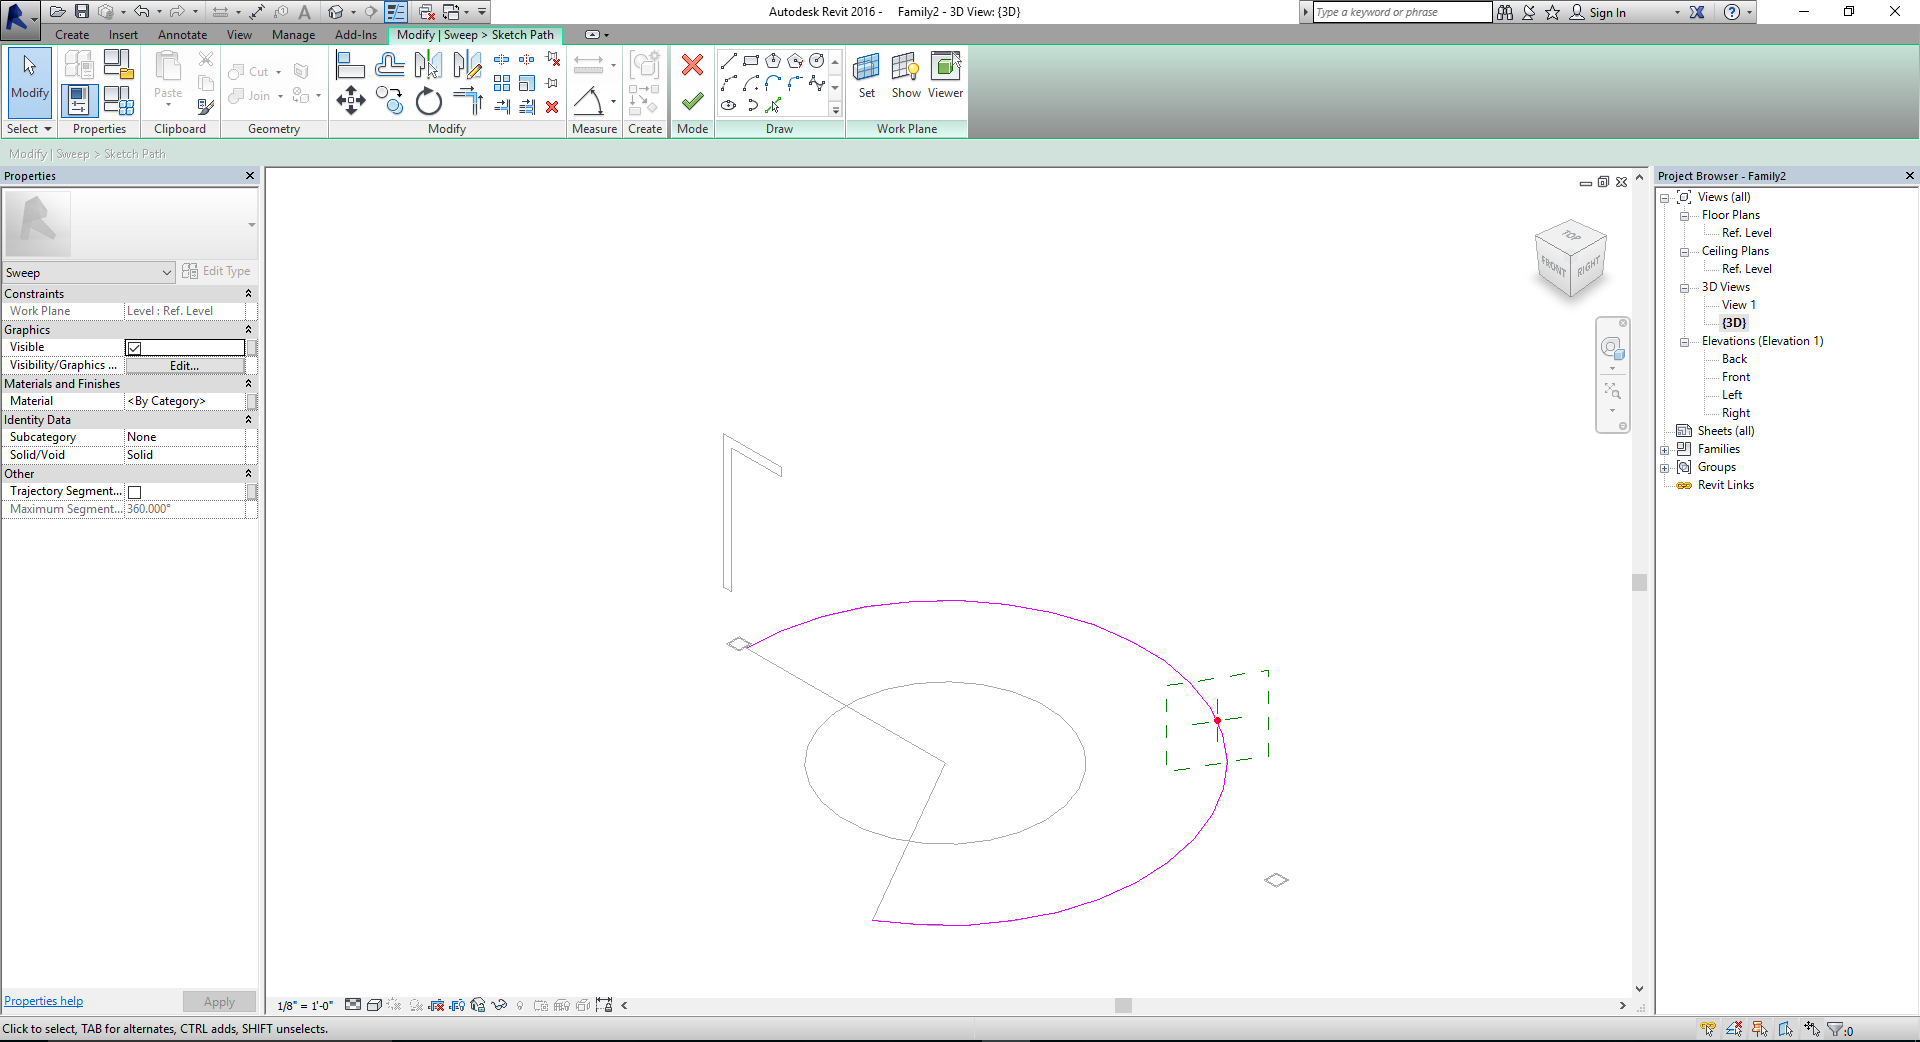 Autodesk Revit 2016 - Family2 - 3D View: {3D}
Type a keyword or phrase
Sign In
Create Insert Annotate View Manage Add-Ins Modify | Sweep > Sketch Path
Modify
Paste
Cut
Join
Set Show Viewer
Select Properties Clipboard Geometry Modify Measure Create Mode Draw Work Plane
Modify | Sweep > Sketch Path
Properties
Sweep
Edit Type
Constraints
Work Plane Level : Ref. Level
Graphics
Visible
Visibility/Graphics ... Edit...
Materials and Finishes
Material <By Category>
Identity Data
Subcategory None
Solid/Void Solid
Other
Trajectory Segment...
Maximum Segment... 360.000°
Properties help
Apply
TOP
FRONT
RIGHT
1/8" = 1'-0"
Project Browser - Family2
Views (all)
Floor Plans
Ref. Level
Ceiling Plans
Ref. Level
3D Views
View 1
{3D}
Elevations (Elevation 1)
Back
Front
Left
Right
Sheets (all)
Families
Groups
Revit Links
Click to select, TAB for alternates, CTRL adds, SHIFT unselects.
:0